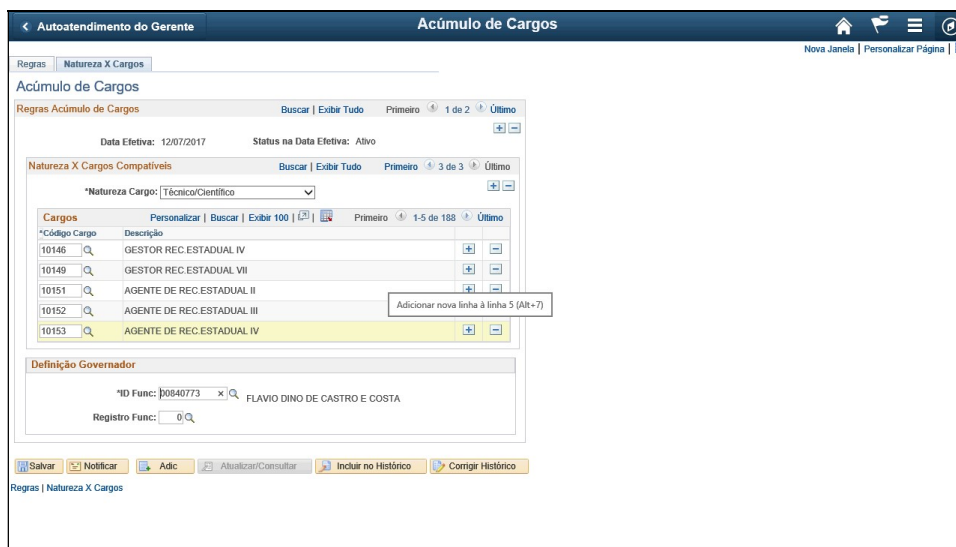 Autoatendimento do Gerente
Acúmulo de Cargos
Nova Janela | Personalizar Página |
Regras Natureza X Cargos
Acúmulo de Cargos
Regras Acúmulo de Cargos Buscar | Exibir Tudo Primeiro 1 de 2 Último
Data Efetiva: 12/07/2017 Status na Data Efetiva: Ativo
Natureza X Cargos Compatíveis Buscar | Exibir Tudo Primeiro 3 de 3 Último
*Natureza Cargo: Técnico/Científico
Cargos Personalizar | Buscar | Exibir 100 | | Primeiro 1-5 de 188 Último
*Código Cargo Descrição
10146 GESTOR REC.ESTADUAL IV
10149 GESTOR REC.ESTADUAL VII
10151 AGENTE DE REC.ESTADUAL II
Adicionar nova linha à linha 5 (Alt+7)
10152 AGENTE DE REC.ESTADUAL III
10153 AGENTE DE REC.ESTADUAL IV
Definição Governador
*ID Func: 00840773 FLAVIO DINO DE CASTRO E COSTA
Registro Func: 0
Salvar Notificar Adic Atualizar/Consultar Incluir no Histórico Corrigir Histórico
Regras | Natureza X Cargos